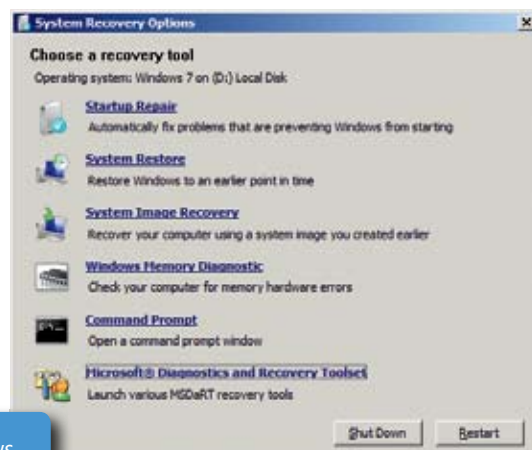 System Recovery Options
Choose a recovery tool
Operating system: Windows 7 on (D:) Local Disk
Startup Repair
Automatically fix problems that are preventing Windows from starting
System Restore
Restore Windows to an earlier point in time
System Image Recovery
Recover your computer using a system image you created earlier
Windows Memory Diagnostic
Check your computer for memory hardware errors
Command Prompt
Open a command prompt window
Microsoft® Diagnostics and Recovery Toolset
Launch various MSDaRT recovery tools
Shut Down
Restart